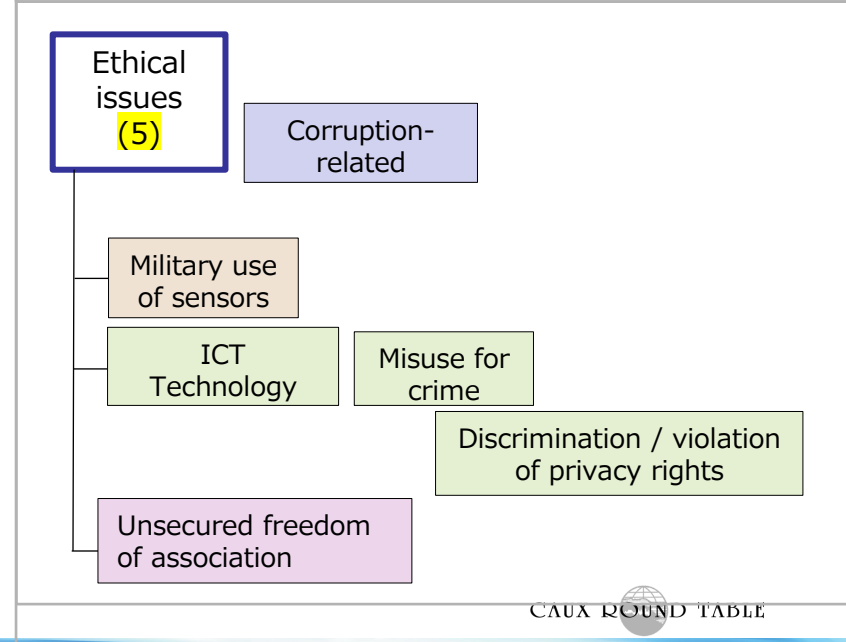 Ethical
issues
(5)
Corruption-
related
Military use
of sensors
ICT
Technology
Misuse for
crime
Discrimination / violation
of privacy rights
Unsecured freedom
of association
CAUX ROUND TABLE